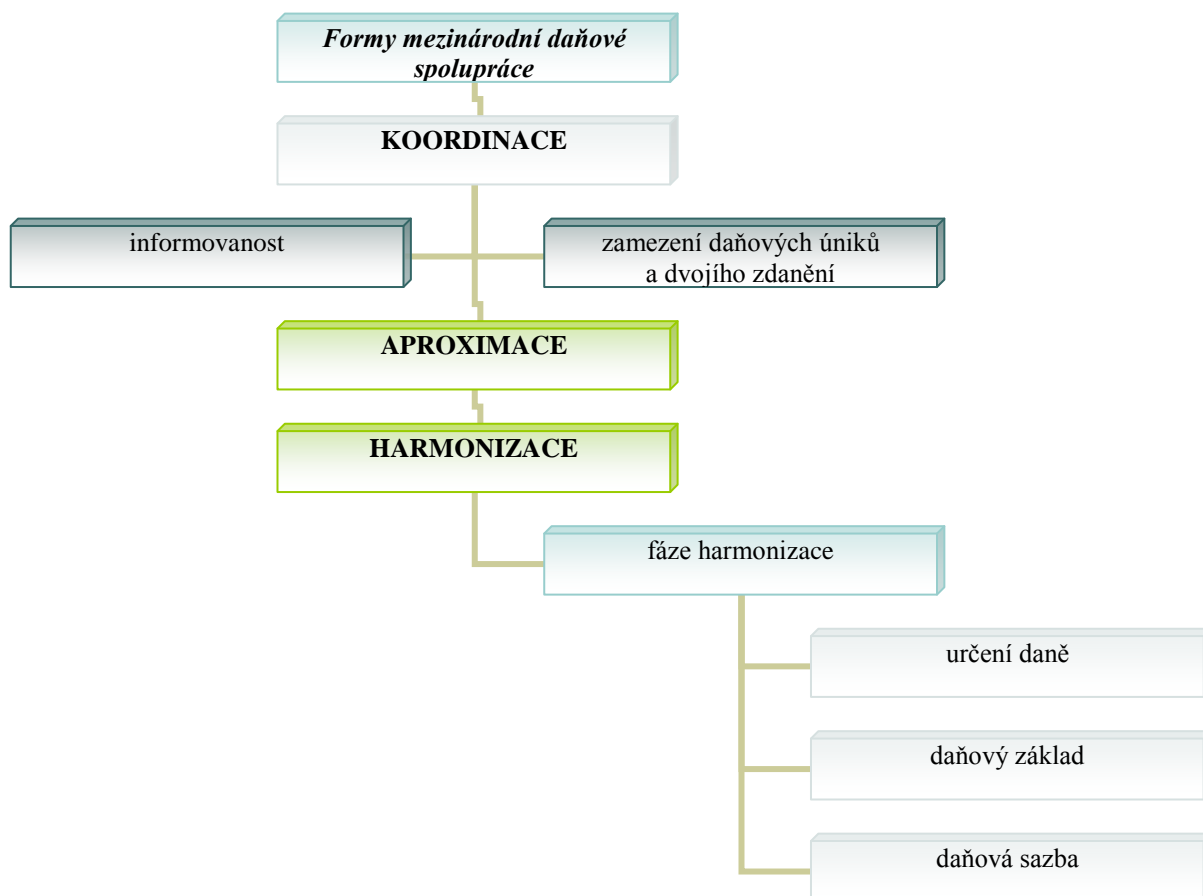 Formy mezinárodní daňové
spolupráce
KOORDINACE
informovanost
zamezení daňových úniků
a dvojího zdanění
APROXIMACE
HARMONIZACE
fáze harmonizace
určení daně
daňový základ
daňová sazba